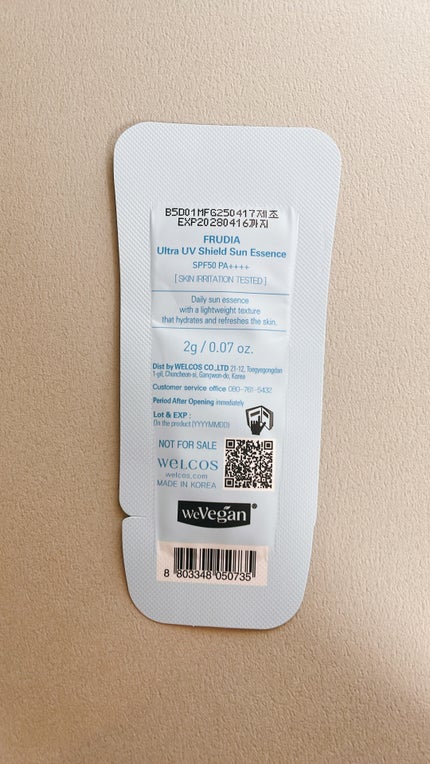 B5D01MFG250417제조
EXP20280416까지
FRUDIA
Ultra UV Shield Sun Essence
SPF50 PA++++
[ SKIN IRRITATION TESTED ]
Daily sun essence
with a lightweight texture
that hydrates and refreshes the skin.
2g / 0.07 oz.
Dist by WELCOS CO.,LTD 21-12, Toegyegongdan
1-gil, Chuncheon-si, Gangwon-do, Korea
Customer service office 080-761-5432
Period After Opening immediately
Lot & EXP :
On the product (YYYYMMDD)
NOT FOR SALE
WELCOS
welcos.com
MADE IN KOREA
weVegan®
8 803348 050735